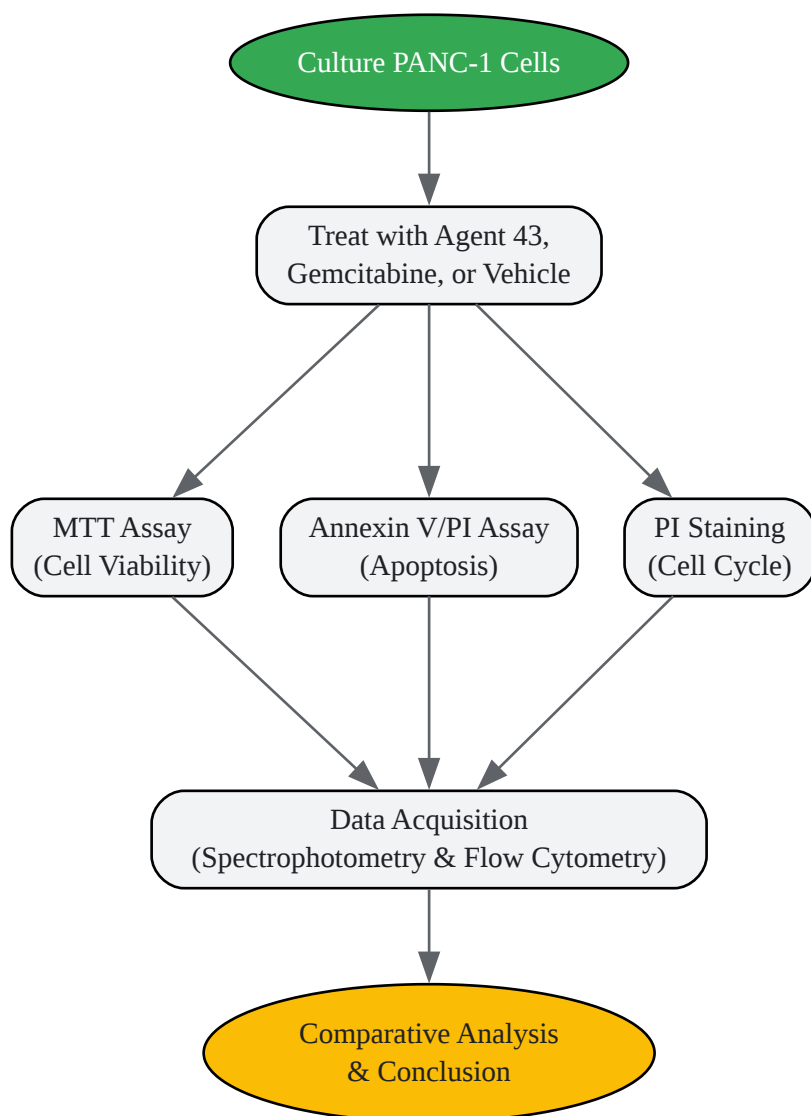 Culture PANC-1 Cells
Treat with Agent 43,
Gemcitabine, or Vehicle
MTT Assay
(Cell Viability)
Annexin V/PI Assay
(Apoptosis)
PI Staining
(Cell Cycle)
Data Acquisition
(Spectrophotometry & Flow Cytometry)
Comparative Analysis
& Conclusion